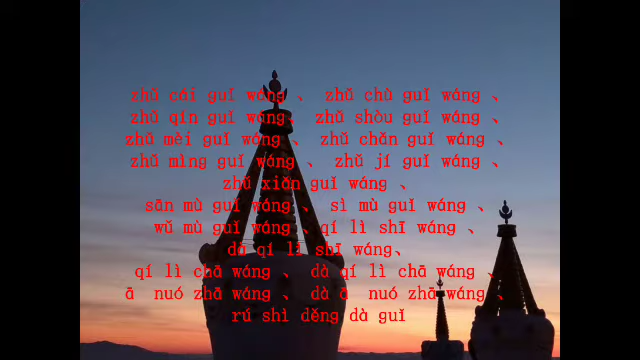 zhǔ cái guǐ wáng 、 zhǔ chù guǐ wáng 、
zhǔ qín guǐ wáng、 zhǔ shòu guǐ wáng 、
zhǔ mèi guǐ wáng 、 zhǔ chǎn guǐ wáng 、
zhǔ mìng guǐ wáng 、 zhǔ jí guǐ wáng 、
zhǔ xiǎn guǐ wáng 、
sān mù guǐ wáng 、 sì mù guǐ wáng 、
wǔ mù guǐ wáng 、qí lì shī wáng 、
dà qí lì shī wáng、
qí lì chā wáng 、 dà qí lì chā wáng 、
ā nuó zhā wáng 、 dà ā nuó zhā wáng 、
rú shì děng dà guǐ